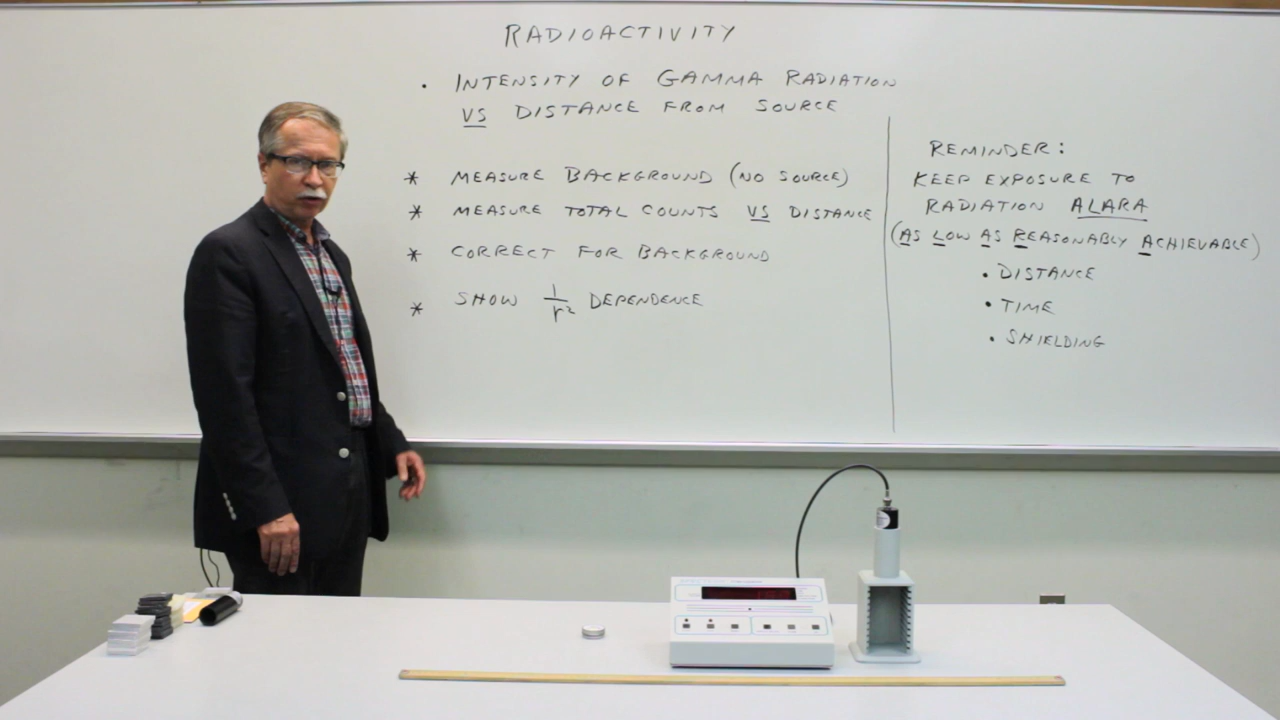 RADIOACTIVITY
• INTENSITY OF GAMMA RADIATION
VS DISTANCE FROM SOURCE
* MEASURE BACKGROUND (NO SOURCE)
* MEASURE TOTAL COUNTS VS DISTANCE
* CORRECT FOR BACKGROUND
* SHOW 1/r² DEPENDENCE
REMINDER:
KEEP EXPOSURE TO
RADIATION ALARA
(AS LOW AS REASONABLY ACHIEVABLE)
• DISTANCE
• TIME
• SHIELDING